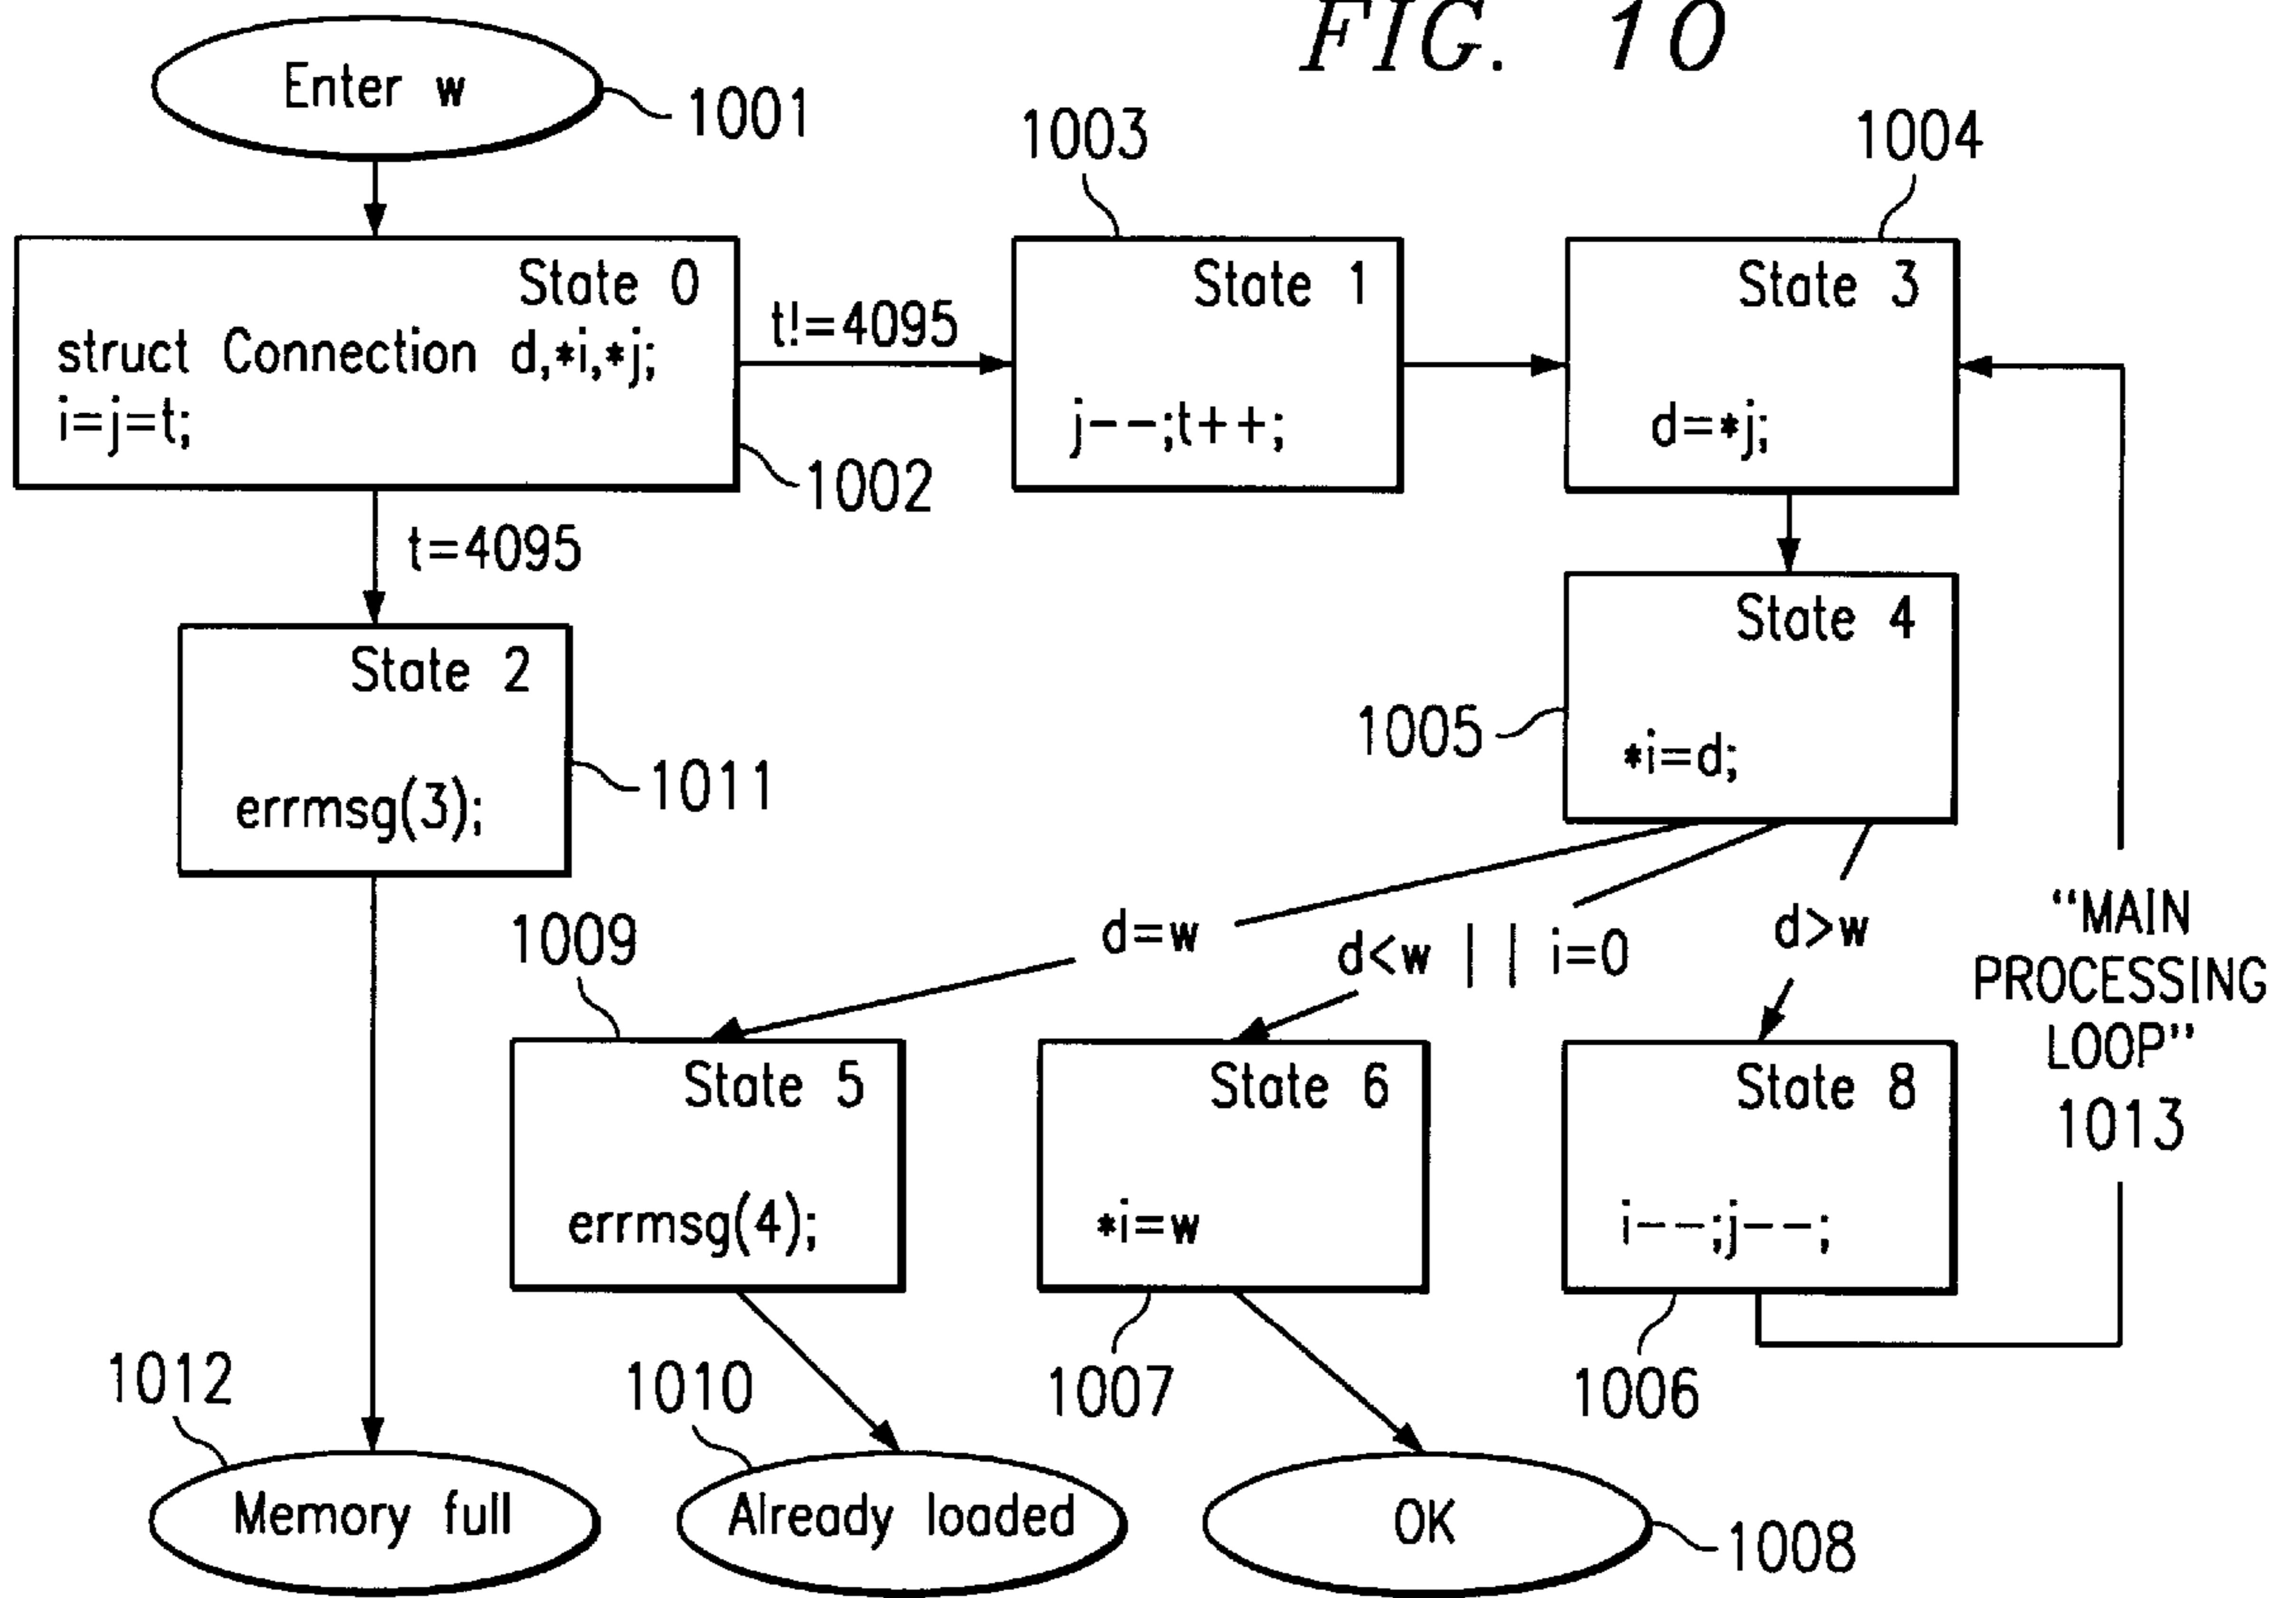 FIG. 10
Enter w
1001
1003
1004
State 0
struct Connection d,*i,*j;
i=j=t;
1002
t!=4095
State 1
j--;t++;
State 3
d=*j;
t=4095
State 2
errmsg(3);
1011
State 4
*i=d;
1005
d=w
d<w || i=0
d>w
"MAIN
PROCESSING
LOOP"
1013
1009
State 5
errmsg(4);
State 6
*i=w
State 8
i--;j--;
1012
1010
1007
1006
Memory full
Already loaded
OK
1008